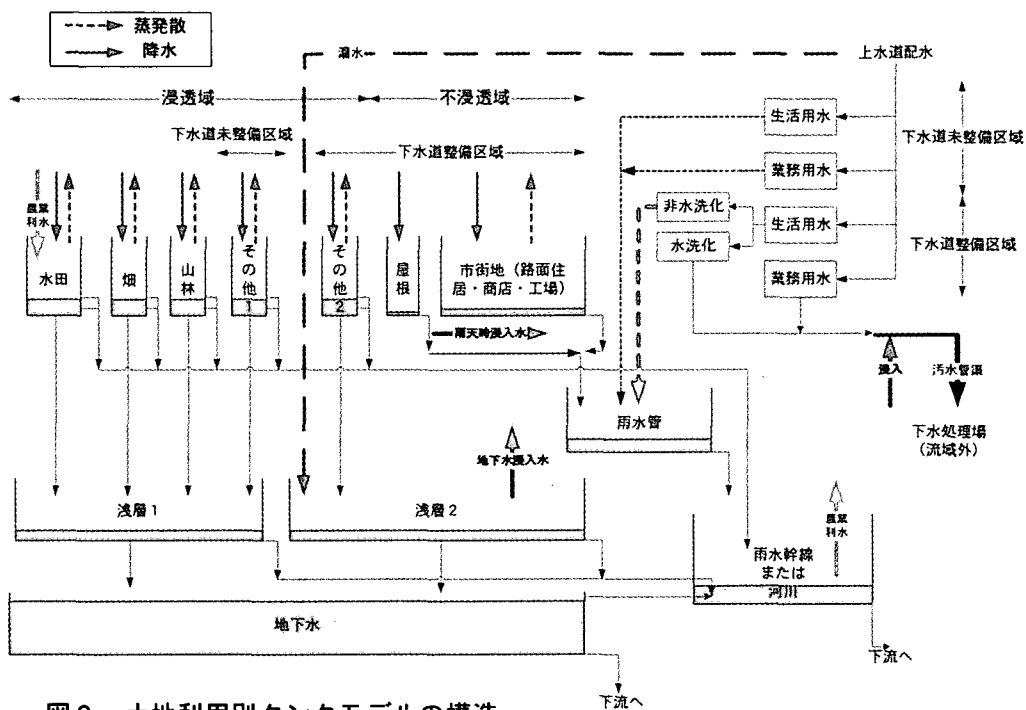 蒸発散
降水
漏水
上水道配水
浸透域
不浸透域
下水道未整備区域
下水道整備区域
生活用水
業務用水
下水道未整備区域
非水洗化
水洗化
生活用水
業務用水
下水道整備区域
農業
利水
水田
畑
山林
その他1
その他2
屋根
市街地（路面住
居・商店・工場）
雨天時浸入水
浸入
汚水管渠
下水処理場
（流域外）
雨水管
地下水浸入水
浅層1
浅層2
農業
利水
雨水幹線
または
河川
地下水
下流へ
下流へ